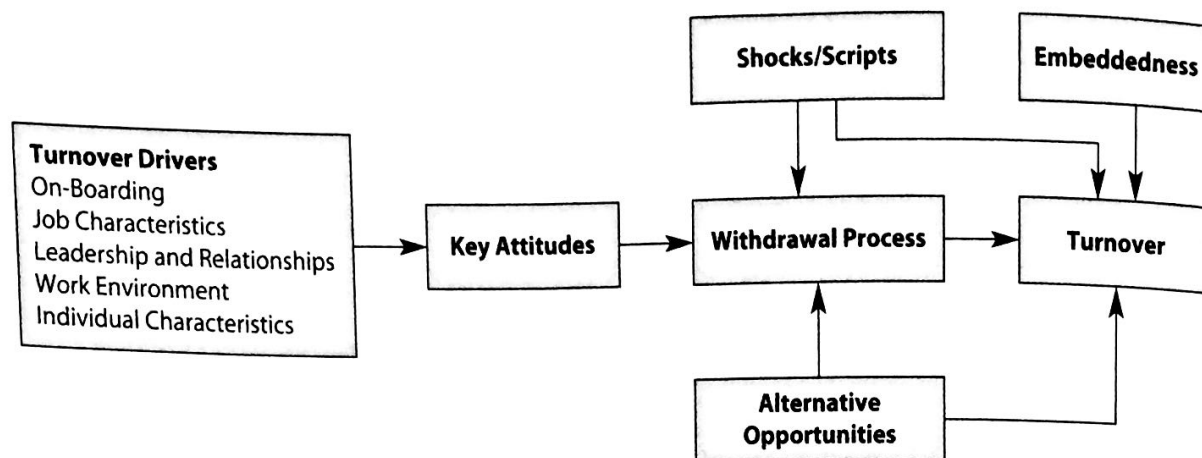 Shocks/Scripts
Embeddedness
Turnover Drivers
On-Boarding
Job Characteristics
Leadership and Relationships
Work Environment
Individual Characteristics
Key Attitudes
Withdrawal Process
Turnover
Alternative
Opportunities